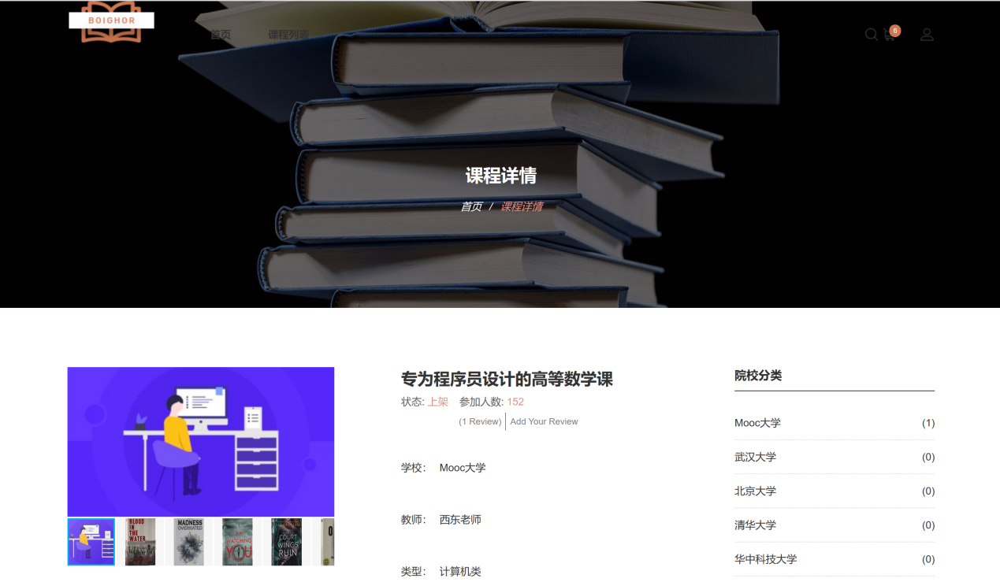 BOIGHOR
首页
课程列表
6
课程详情
首页 / 课程详情
专为程序员设计的高等数学课
状态: 上架 参加人数: 152
(1 Review) Add Your Review
学校： Mooc大学
教师： 西东老师
类型： 计算机类
院校分类
Mooc大学 (1)
武汉大学 (0)
北京大学 (0)
清华大学 (0)
华中科技大学 (0)
BLOOD
IN
THE
WATER
MADNESS
OVERRATED
WATCHING
YOU
COURT
WINGS
RUIN